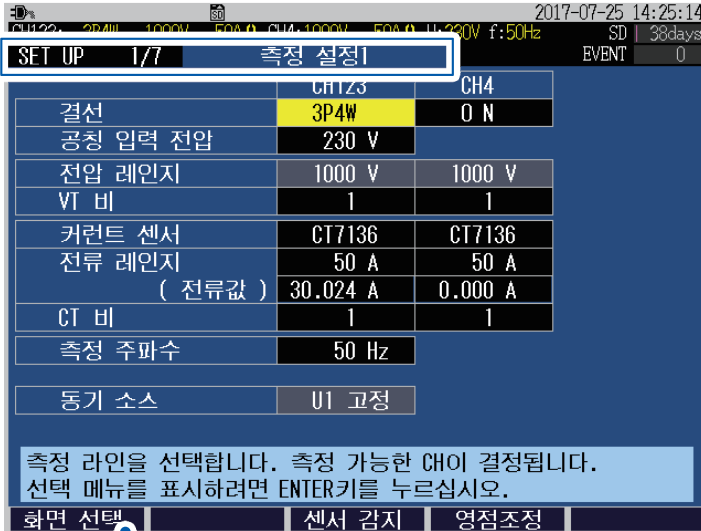 2017-07-25 14:25:14
SD 38days
SET UP 1/7 측정 설정1
EVENT 0
CH123 CH4
결선 3P4W ON
공칭 입력 전압 230 V
전압 레인지 1000 V 1000 V
VT 비 1 1
커런트 센서 CT7136 CT7136
전류 레인지 50 A 50 A
( 전류값 ) 30.024 A 0.000 A
CT 비 1 1
측정 주파수 50 Hz
동기 소스 U1 고정
측정 라인을 선택합니다. 측정 가능한 CH이 결정됩니다.
선택 메뉴를 표시하려면 ENTER키를 누르십시오.
화면 선택 센서 감지 영점조정